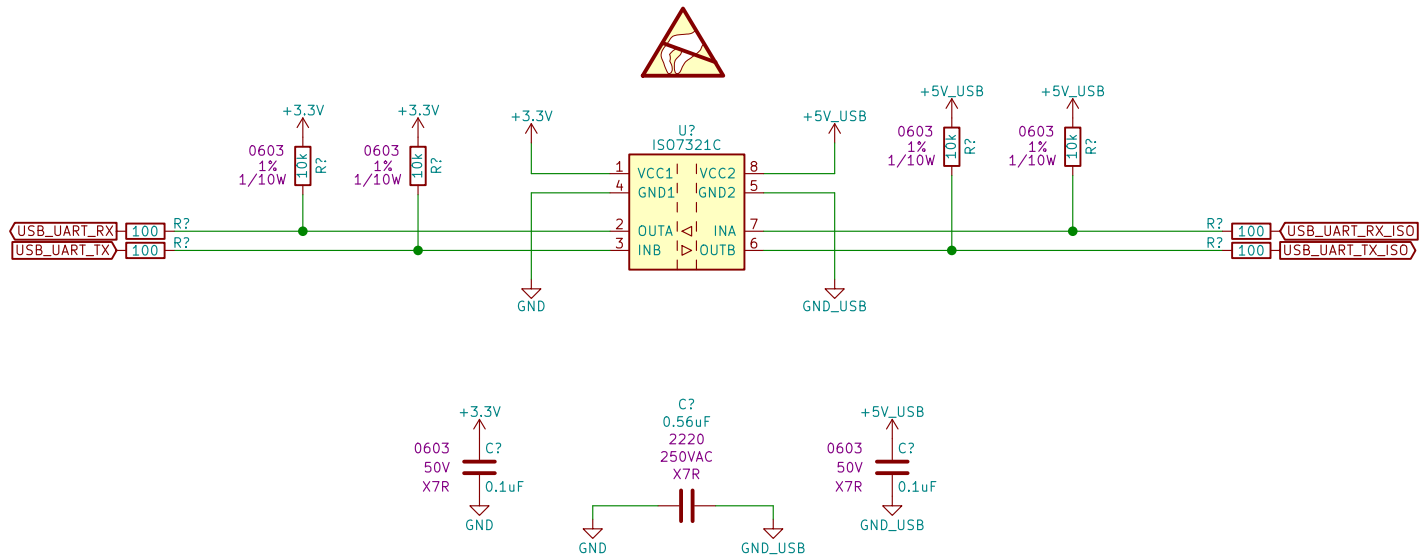 +5V_USB
+5V_USB
+3.3V
+3.3V
+3.3V
+5V_USB
0603
1%
1/10W
10k
R?
0603
1%
1/10W
10k
R?
U?
ISO7321C
0603
1%
1/10W
10k
R?
0603
1%
1/10W
10k
R?
1
VCC1
VCC2
8
4
GND1
GND2
5
2
OUTA
INA
7
3
INB
OUTB
6
USB_UART_RX
100
R?
USB_UART_TX
100
R?
R?
100
USB_UART_RX_ISO
R?
100
USB_UART_TX_ISO
GND
GND_USB
+3.3V
0603
50V
X7R
C?
0.1uF
GND
C?
0.56uF
2220
250VAC
X7R
GND
GND_USB
+5V_USB
0603
50V
X7R
C?
0.1uF
GND_USB